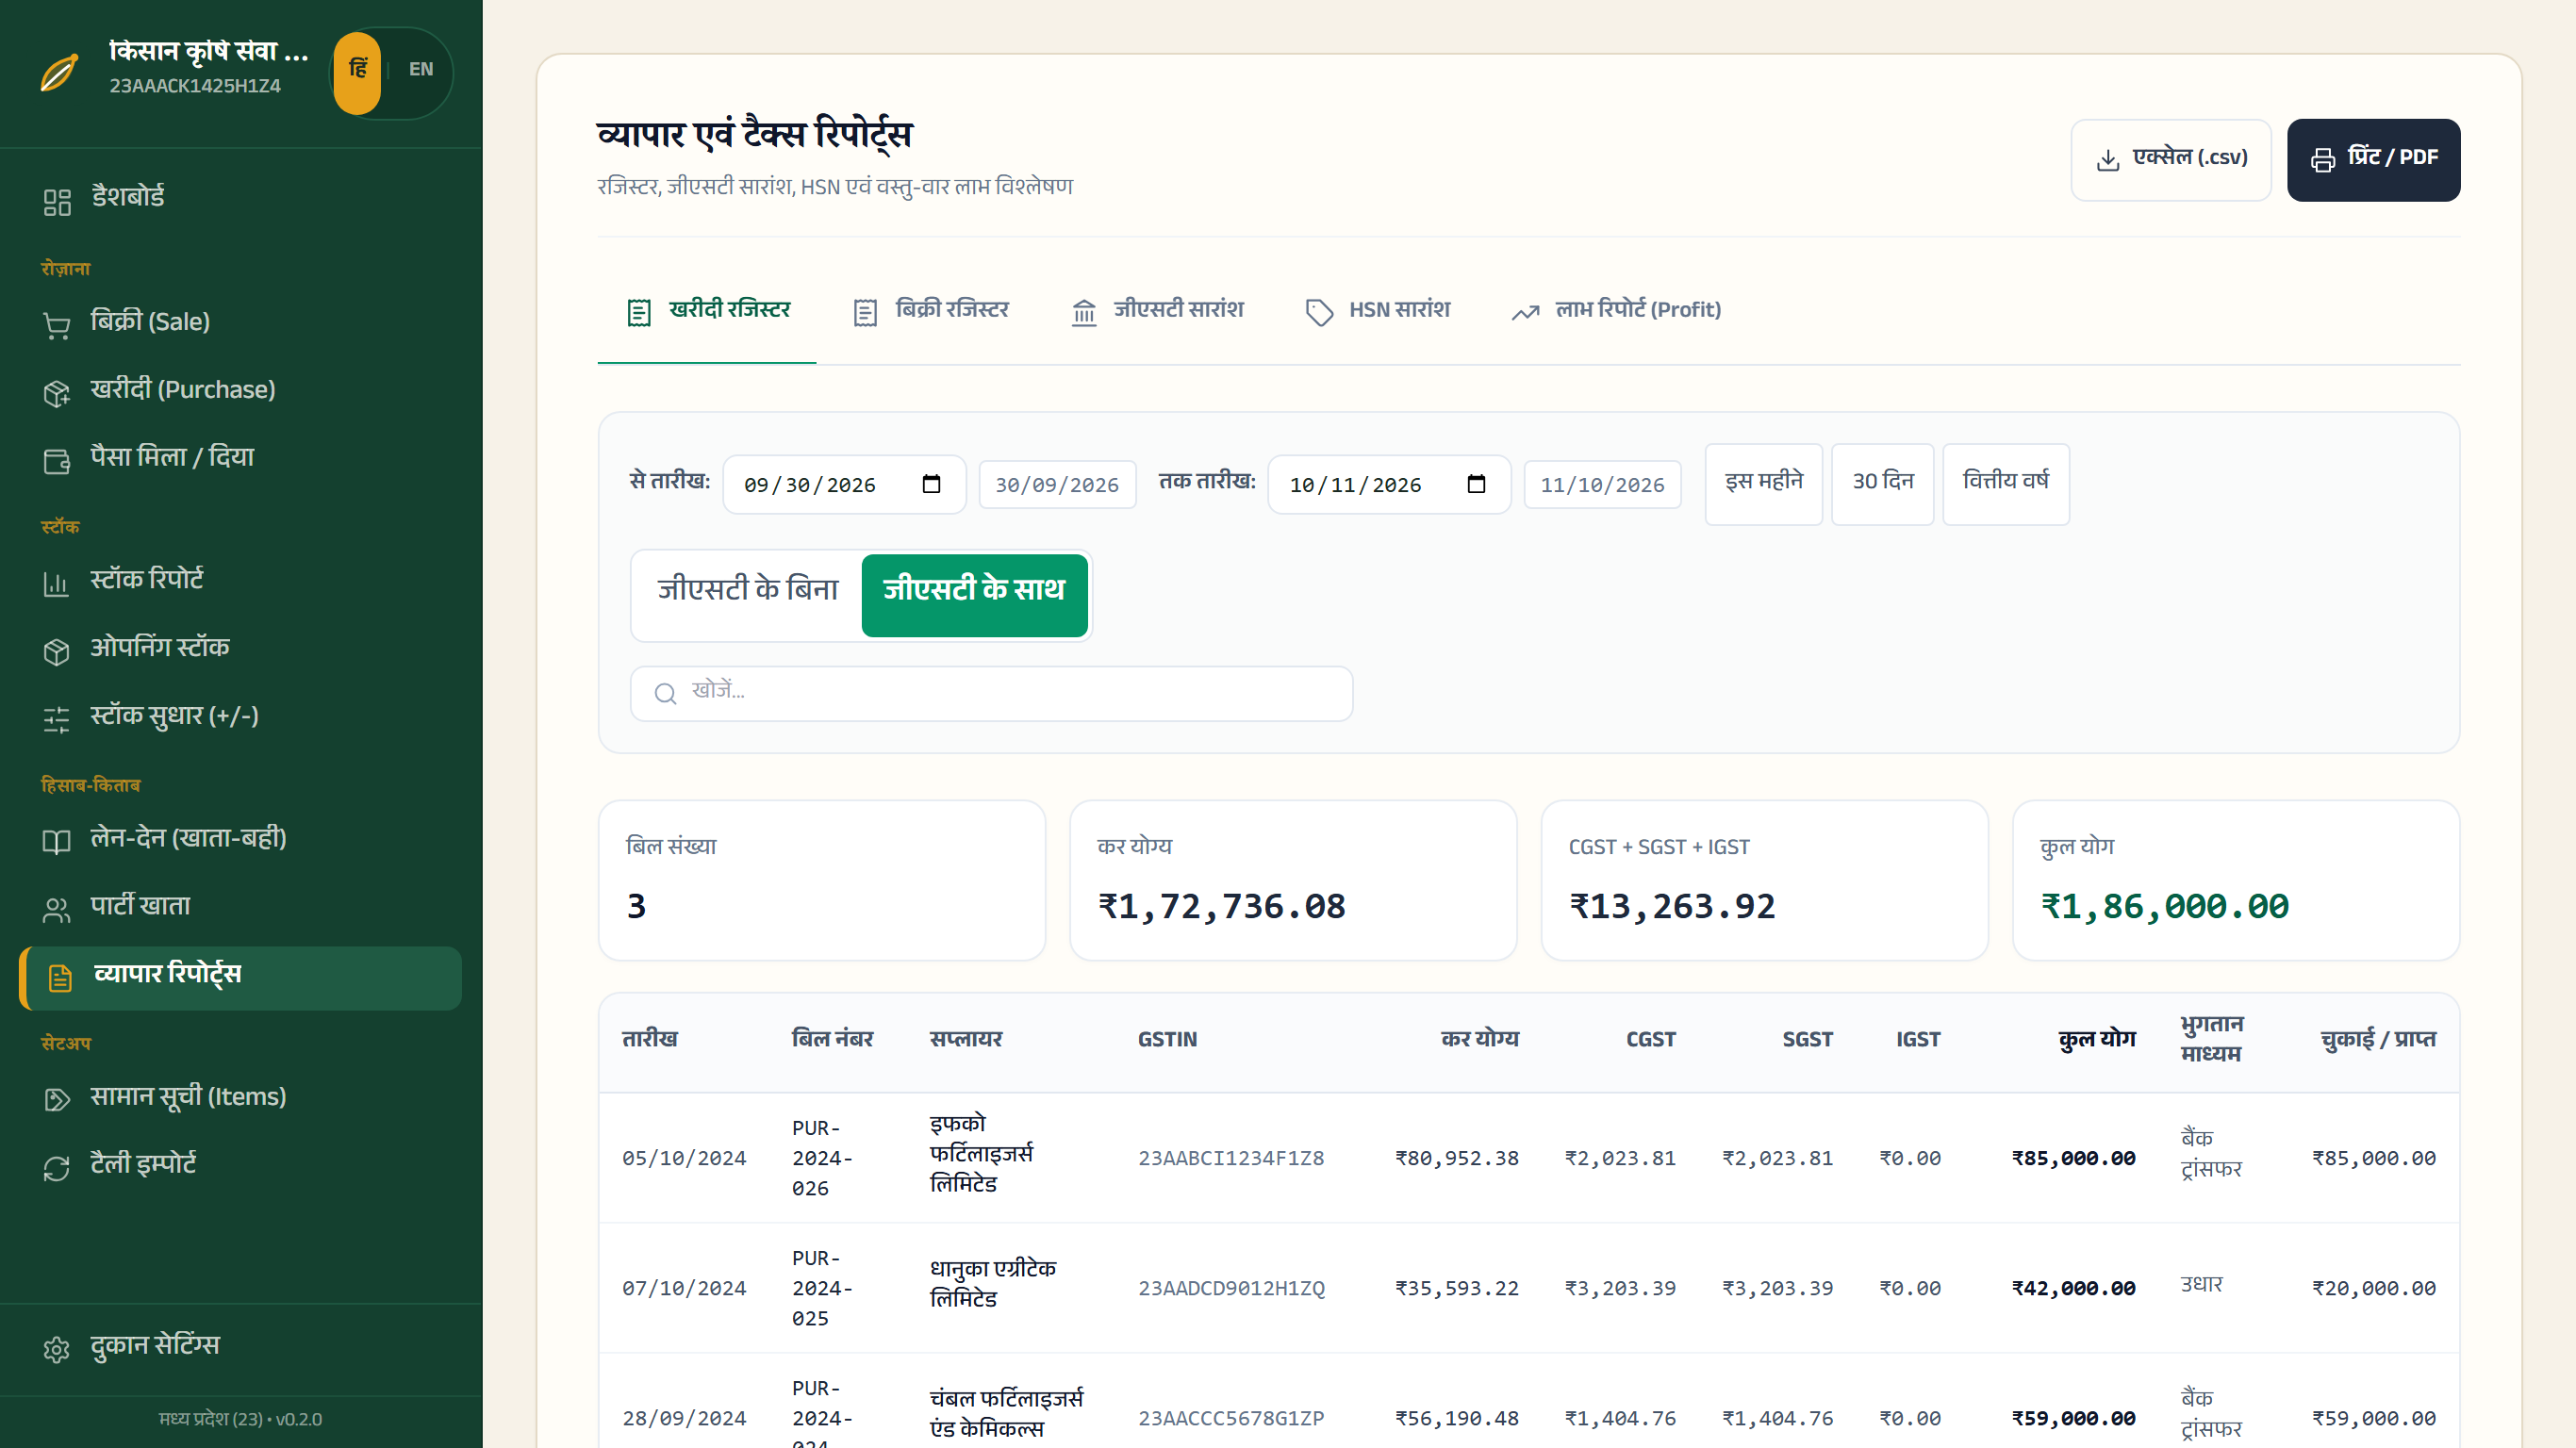 किसान कृषि सेवा ...
23AAACK1425H1Z4
हिं | EN
डैशबोर्ड
रोज़ाना
बिक्री (Sale)
खरीदी (Purchase)
पैसा मिला / दिया
स्टॉक
स्टॉक रिपोर्ट
ओपनिंग स्टॉक
स्टॉक सुधार (+/-)
हिसाब-किताब
लेन-देन (खाता-बही)
पार्टी खाता
व्यापार रिपोर्ट्स
सेटअप
सामान सूची (Items)
टैली इम्पोर्ट
दुकान सेटिंग्स
मध्य प्रदेश (23) • v0.2.0
व्यापार एवं टैक्स रिपोर्ट्स
रजिस्टर, जीएसटी सारांश, HSN एवं वस्तु-वार लाभ विश्लेषण
एक्सेल (.csv) प्रिंट / PDF
खरीदी रजिस्टर बिक्री रजिस्टर जीएसटी सारांश HSN सारांश लाभ रिपोर्ट (Profit)
से तारीख: 09/30/2026 30/09/2026 तक तारीख: 10/11/2026 11/10/2026 इस महीने 30 दिन वित्तीय वर्ष
जीएसटी के बिना जीएसटी के साथ
खोजें...
बिल संख्या कर योग्य CGST + SGST + IGST कुल योग
3 ₹1,72,736.08 ₹13,263.92 ₹1,86,000.00
तारीख बिल नंबर सप्लायर GSTIN कर योग्य CGST SGST IGST कुल योग भुगतान माध्यम चुकाई / प्राप्त
05/10/2024 PUR-2024-026 इफको फर्टिलाइजर्स लिमिटेड 23AABCI1234F1Z8 ₹80,952.38 ₹2,023.81 ₹2,023.81 ₹0.00 ₹85,000.00 बैंक ट्रांसफर ₹85,000.00
07/10/2024 PUR-2024-025 धानुका एग्रीटेक लिमिटेड 23AADCD9012H1ZQ ₹35,593.22 ₹3,203.39 ₹3,203.39 ₹0.00 ₹42,000.00 उधार ₹20,000.00
28/09/2024 PUR-2024-024 चंबल फर्टिलाइजर्स एंड केमिकल्स 23AACCC5678G1ZP ₹56,190.48 ₹1,404.76 ₹1,404.76 ₹0.00 ₹59,000.00 बैंक ट्रांसफर ₹59,000.00